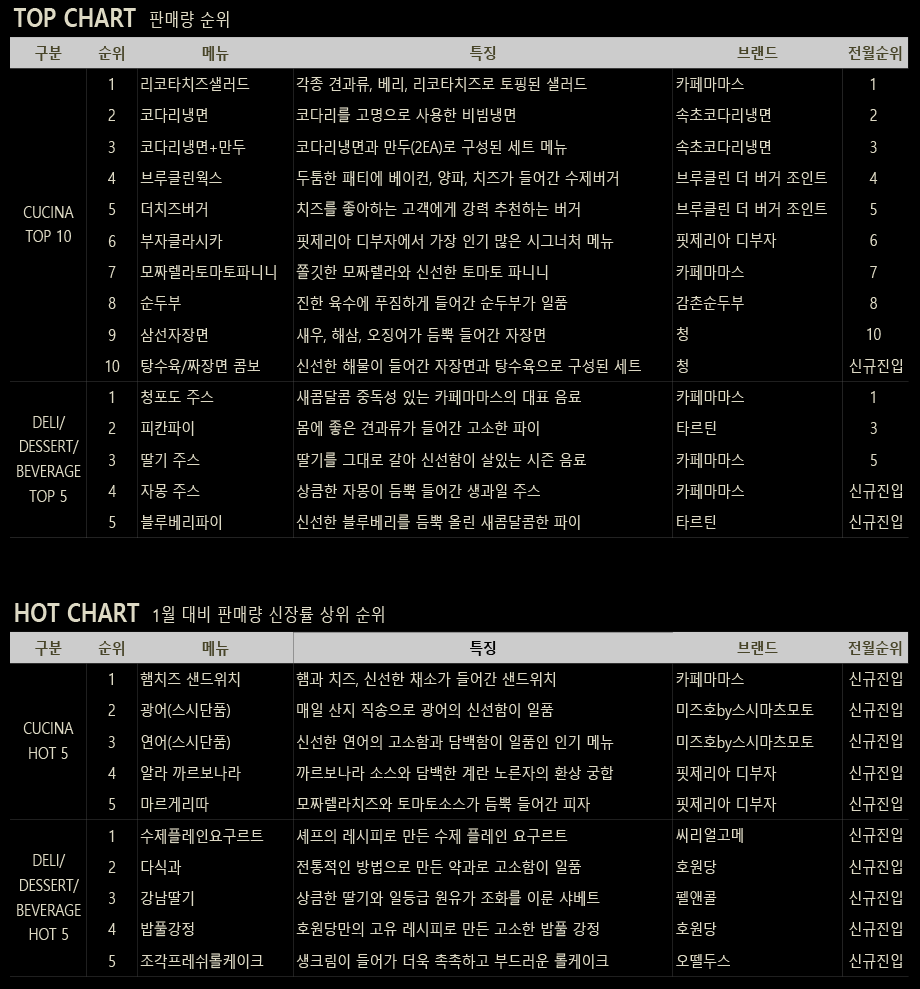 TOP CHART 판매량 순위
구분 순위 메뉴 특징 브랜드 전월순위
1 리코타치즈샐러드 각종 견과류, 베리, 리코타치즈로 토핑된 샐러드 카페마마스 1
2 코다리냉면 코다리를 고명으로 사용한 비빔냉면 속초코다리냉면 2
3 코다리냉면+만두 코다리냉면과 만두(2EA)로 구성된 세트 메뉴 속초코다리냉면 3
4 브루클린웍스 두툼한 패티에 베이컨, 양파, 치즈가 들어간 수제버거 브루클린 더 버거 조인트 4
CUCINA
TOP 10
5 더치즈버거 치즈를 좋아하는 고객에게 강력 추천하는 버거 브루클린 더 버거 조인트 5
6 부자클라시카 핏제리아 디부자에서 가장 인기 많은 시그너처 메뉴 핏제리아 디부자 6
7 모짜렐라토마토파니니 쫄깃한 모짜렐라와 신선한 토마토 파니니 카페마마스 7
8 순두부 진한 육수에 푸짐하게 들어간 순두부가 일품 감촌순두부 8
9 삼선자장면 새우, 해삼, 오징어가 듬뿍 들어간 자장면 청 10
10 탕수육/짜장면 콤보 신선한 해물이 들어간 자장면과 탕수육으로 구성된 세트 청 신규진입
DELI/
DESSERT/
BEVERAGE
TOP 5
1 청포도 주스 새콤달콤 중독성 있는 카페마마스의 대표 음료 카페마마스 1
2 피칸파이 몸에 좋은 견과류가 들어간 고소한 파이 타르틴 3
3 딸기 주스 딸기를 그대로 갈아 신선함이 살있는 시즌 음료 카페마마스 5
4 자몽 주스 상큼한 자몽이 듬뿍 들어간 생과일 주스 카페마마스 신규진입
5 블루베리파이 신선한 블루베리를 듬뿍 올린 새콤달콤한 파이 타르틴 신규진입
HOT CHART 1월 대비 판매량 신장률 상위 순위
구분 순위 메뉴 특징 브랜드 전월순위
CUCINA
HOT 5
1 햄치즈 샌드위치 햄과 치즈, 신선한 채소가 들어간 샌드위치 카페마마스 신규진입
2 광어(스시단품) 매일 산지 직송으로 광어의 신선함이 일품 미즈호by스시마츠모토 신규진입
3 연어(스시단품) 신선한 연어의 고소함과 담백함이 일품인 인기 메뉴 미즈호by스시마츠모토 신규진입
4 알라 까르보나라 까르보나라 소스와 담백한 계란 노른자의 환상 궁합 핏제리아 디부자 신규진입
5 마르게리따 모짜렐라치즈와 토마토소스가 듬뿍 들어간 피자 핏제리아 디부자 신규진입
DELI/
DESSERT/
BEVERAGE
HOT 5
1 수제플레인요구르트 셰프의 레시피로 만든 수제 플레인 요구르트 씨리얼고메 신규진입
2 다식과 전통적인 방법으로 만든 약과로 고소함이 일품 호원당 신규진입
3 강남딸기 상큼한 딸기와 일등급 원유가 조화를 이룬 샤베트 펠앤콜 신규진입
4 밥풀강정 호원당만의 고유 레시피로 만든 고소한 밥풀 강정 호원당 신규진입
5 조각프레쉬롤케이크 생크림이 들어가 더욱 촉촉하고 부드러운 롤케이크 오뗄두스 신규진입